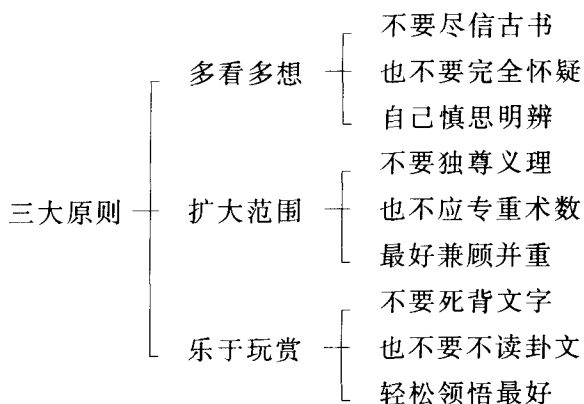 三大原则
多看多想
不要尽信古书
也不要完全怀疑
自己慎思明辨
扩大范围
不要独尊义理
也不应专重术数
最好兼顾并重
乐于玩赏
不要死背文字
也不要不读卦文
轻松领悟最好